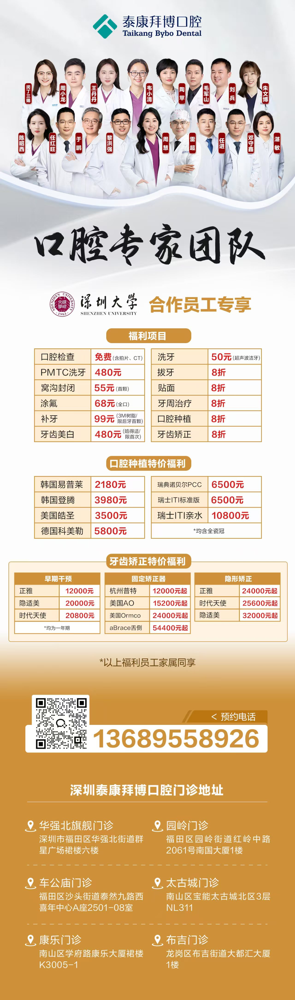 泰康拜博口腔
Taikang Bybo Dental
闵丁三赐
周小龙
王丹丹
韦小清
陶苹
毛军山
刘兵
朱文博
陈昭西
任红旺
于鹏
黎洪强
周慧
雷超
任进
邓守鑫
湛敏
口腔专家团队
SHENZHEN UNIVERSITY
1983
深圳大学
SHENZHEN UNIVERSITY
合作员工专享
福利项目
口腔检查 免费(含拍片、CT)
PMTC洗牙 480元
窝沟封闭 55元(首颗)
涂氟 68元(全口)
补牙 99元(3M树脂/
限后牙首颗)
牙齿美白 480元(皓得适/
限首次)
洗牙 50元(超声波洁牙)
拔牙 8折
贴面 8折
牙周治疗 8折
口腔种植 8折
牙齿矫正 8折
口腔种植特价福利
韩国易普莱 2180元
韩国登腾 3980元
美国皓圣 3500元
德国科美勒 5800元
瑞典诺贝尔PCC 6500元
瑞士ITI标准版 6500元
瑞士ITI亲水 10800元
*均含全瓷冠
牙齿矫正特价福利
早期干预
正雅 12000元
隐适美 20000元
时代天使 20800元
*均为一年期
固定矫正器
杭州普特 12000元起
美国AO 15200元起
美国Ormco 24000元起
aBrace舌侧 54400元起
隐形矫正
正雅 24000元起
时代天使 25600元起
隐适美 32000元起
*以上福利员工家属同享
< 预约电话
13689558926
深圳泰康拜博口腔门诊地址
华强北旗舰门诊
深圳市福田区华强北街道群
星广场裙楼六楼
园岭门诊
福田区园岭街道红岭中路
2061号南国大厦1楼
车公庙门诊
福田区沙头街道泰然九路西
喜年中心A座2501-08室
太古城门诊
南山区宝能太古城北区3层
NL311
康乐门诊
南山区学府路康乐大厦裙楼
K3005-1
布吉门诊
龙岗区布吉街道大都汇大厦
1楼